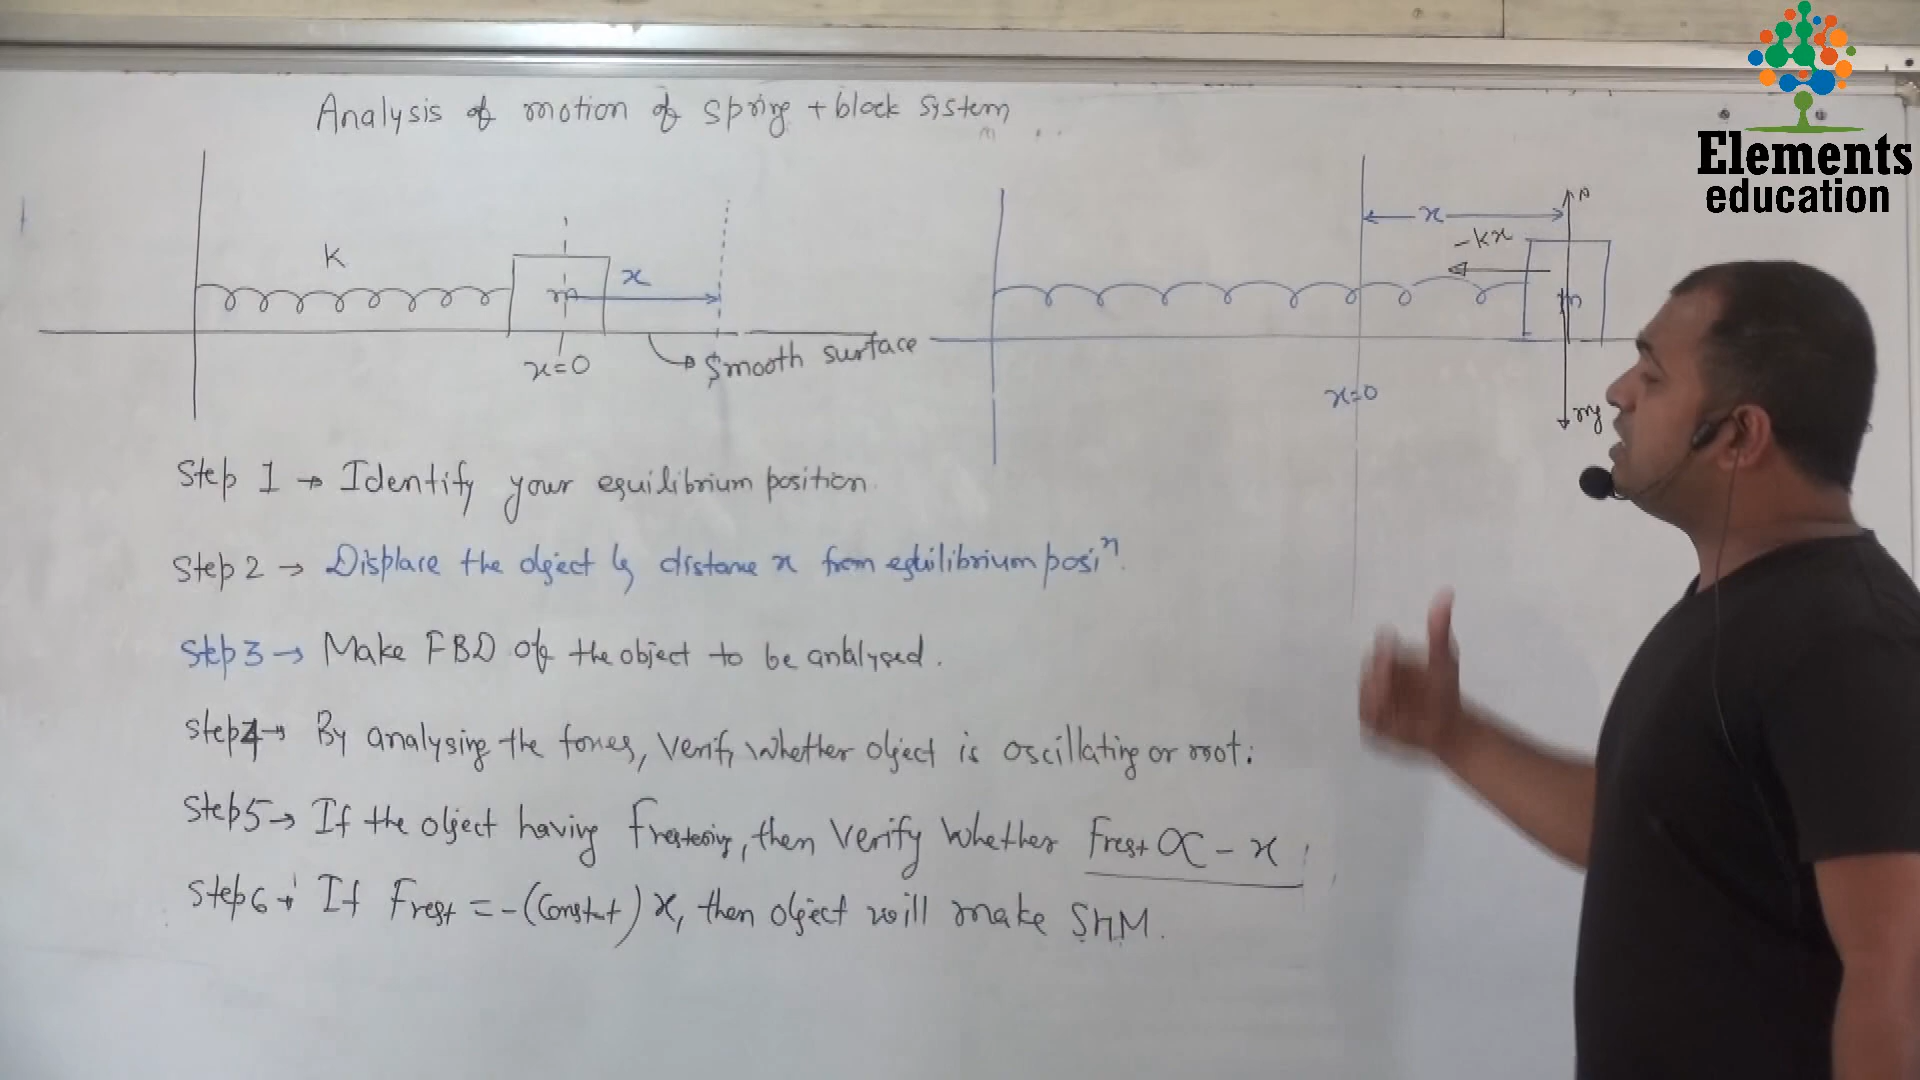 Analysis of motion of spring + block system
Elements
education
K
x
x=0
Smooth surface
x
-kx
x=0
mg
Step 1 → Identify your equilibrium position.
Step 2 → Displace the object by distance x from equilibrium posiⁿ.
Step 3 → Make FBD of the object to be analysed.
Step 4 → By analysing the forces, verify whether object is oscillating or not.
Step 5 → If the object having Frestoring, then verify whether Frest ∝ - x
Step 6 → If Frest = -(Constant) x, then object will make SHM.